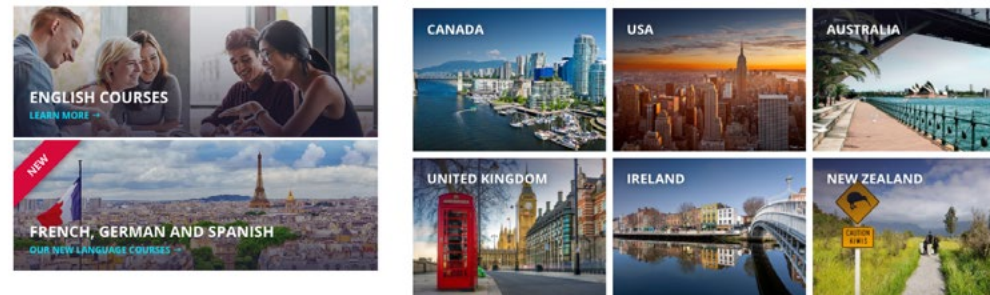 ENGLISH COURSES
LEARN MORE →
NEW
FRENCH, GERMAN AND SPANISH
OUR NEW LANGUAGE COURSES →
CANADA
USA
AUSTRALIA
UNITED KINGDOM
IRELAND
NEW ZEALAND
CAUTION
KIWIS